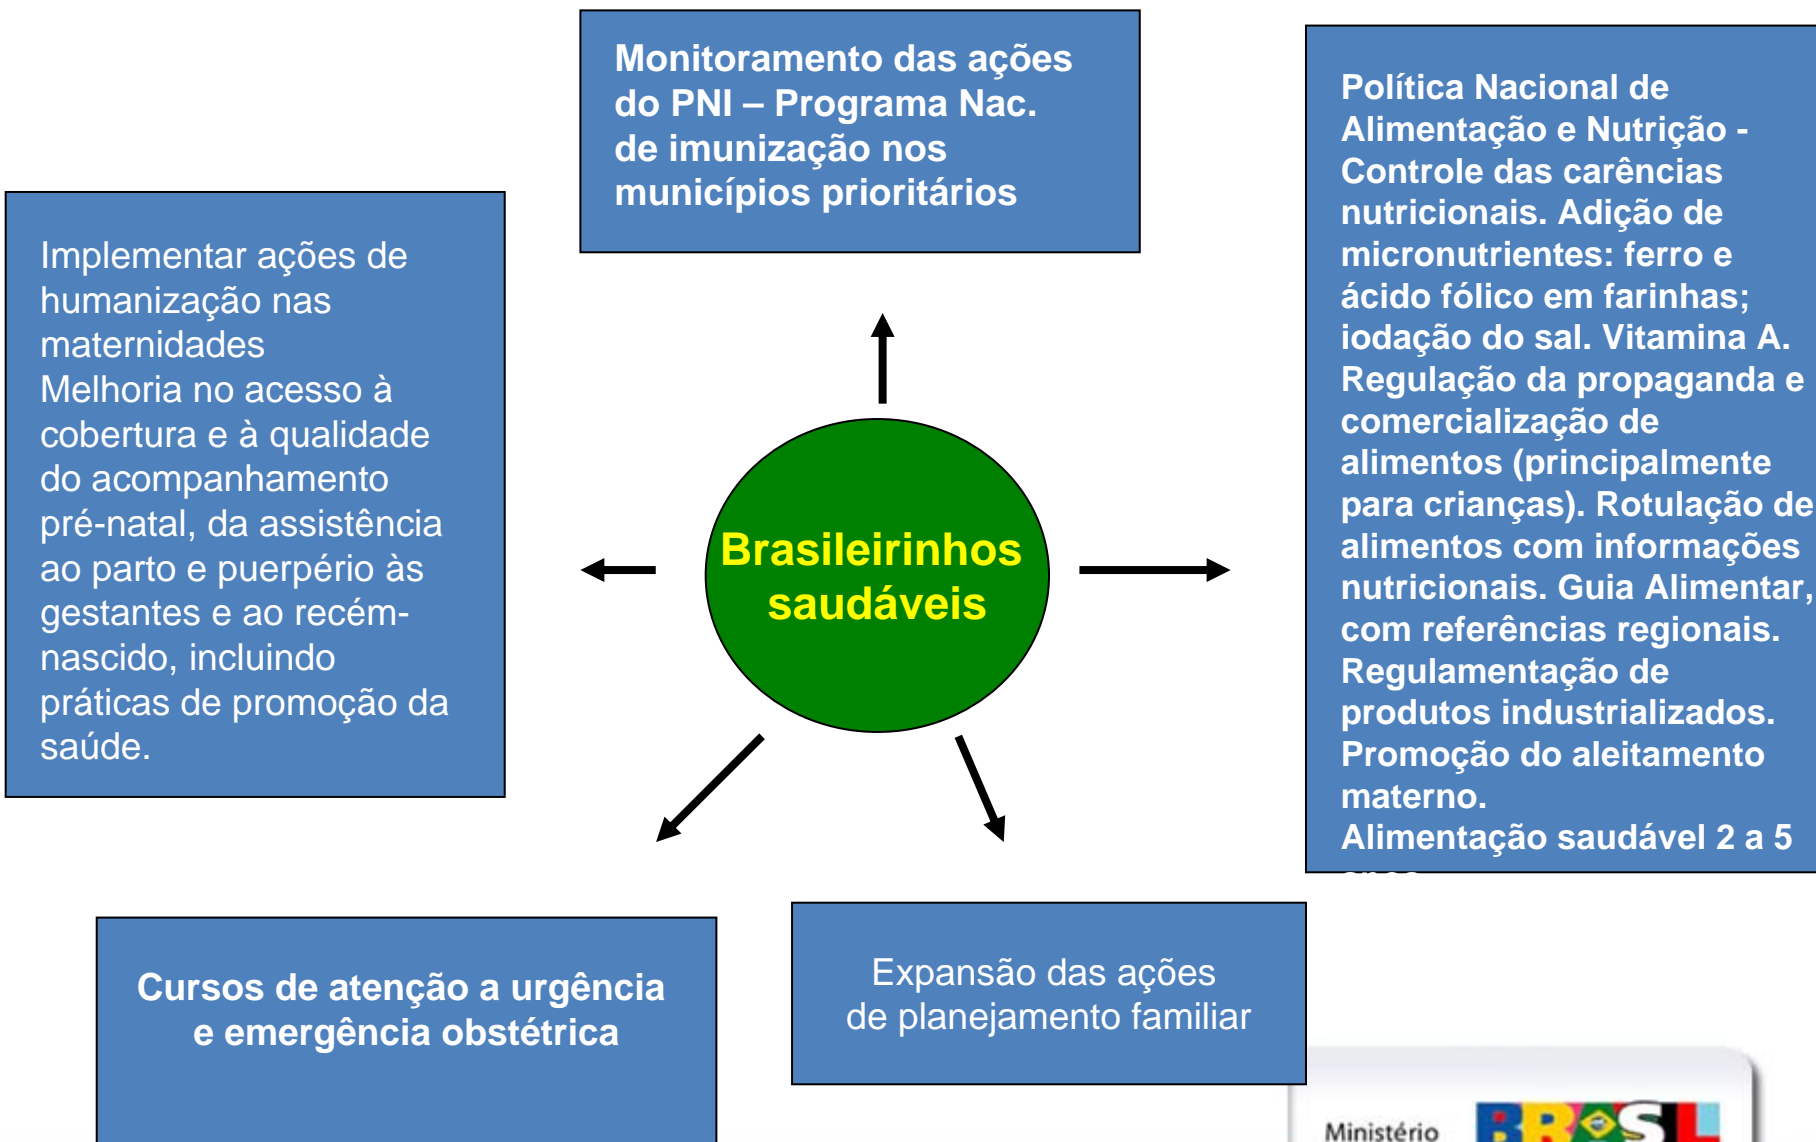 Monitoramento das ações
do PNI – Programa Nac.
de imunização nos
municípios prioritários
Política Nacional de
Alimentação e Nutrição -
Controle das carências
nutricionais. Adição de
micronutrientes: ferro e
ácido fólico em farinhas;
iodação do sal. Vitamina A.
Regulação da propaganda e
comercialização de
alimentos (principalmente
para crianças). Rotulação de
alimentos com informações
nutricionais. Guia Alimentar,
com referências regionais.
Regulamentação de
produtos industrializados.
Promoção do aleitamento
materno.
Alimentação saudável 2 a 5
Implementar ações de
humanização nas
maternidades
Melhoria no acesso à
cobertura e à qualidade
do acompanhamento
pré-natal, da assistência
ao parto e puerpério às
gestantes e ao recém-
nascido, incluindo
práticas de promoção da
saúde.
Brasileirinhos
saudáveis
Cursos de atenção a urgência
e emergência obstétrica
Expansão das ações
de planejamento familiar
Ministério
BRASIL